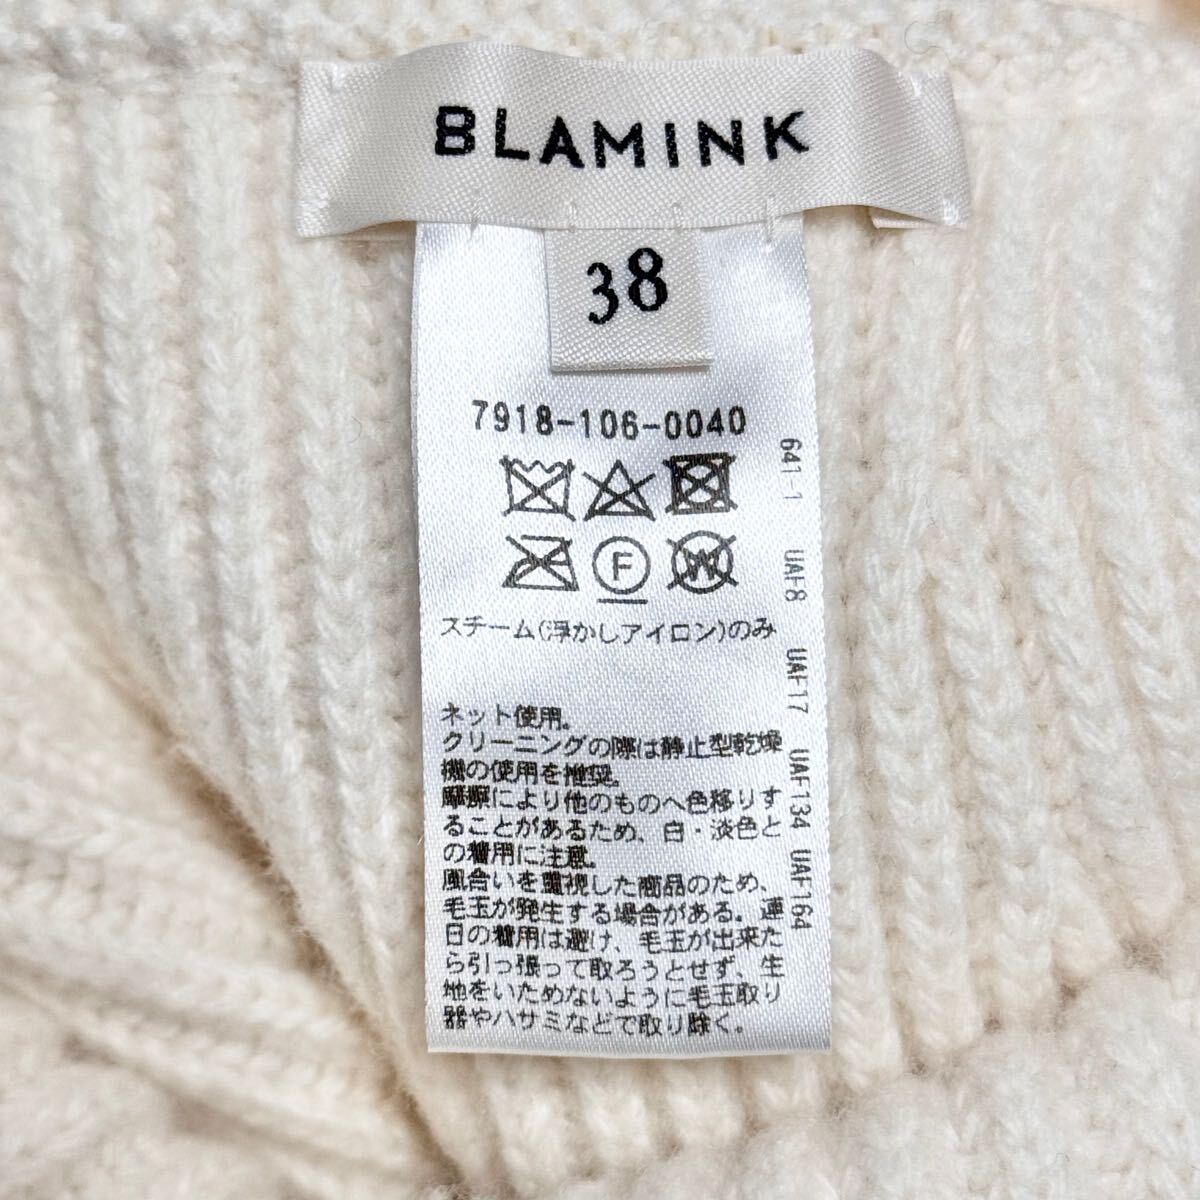 BLAMINK
38
7918-106-0040
F
W
スチーム(浮かしアイロン)のみ
ネット使用。
クリーニングの際は静止型乾燥
機の使用を推奨。
摩擦により他のものへ色移りす
ることがあるため、白・淡色と
の着用に注意。
風合いを重視した商品のため、
毛玉が発生する場合がある。連
日の着用は避け、毛玉が出来た
ら引っ張って取ろうとせず、生
地をいためないように毛玉取り
器やハサミなどで取り除く。
641-1 UAF8 UAF17 UAF134 UAF164